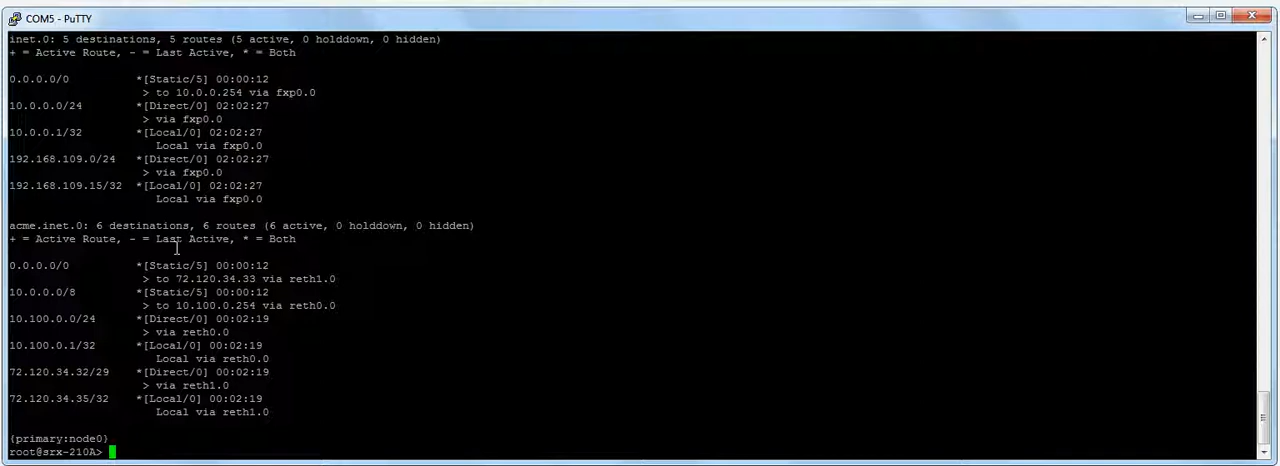 COM5 - PuTTY
inet.0: 5 destinations, 5 routes (5 active, 0 holddown, 0 hidden)
+ = Active Route, - = Last Active, * = Both
0.0.0.0/0 *[Static/5] 00:00:12
> to 10.0.0.254 via fxp0.0
10.0.0.0/24 *[Direct/0] 02:02:27
> via fxp0.0
10.0.0.1/32 *[Local/0] 02:02:27
Local via fxp0.0
192.168.109.0/24 *[Direct/0] 02:02:27
> via fxp0.0
192.168.109.15/32 *[Local/0] 02:02:27
Local via fxp0.0
acme.inet.0: 6 destinations, 6 routes (6 active, 0 holddown, 0 hidden)
+ = Active Route, - = Last Active, * = Both
0.0.0.0/0 *[Static/5] 00:00:12
> to 72.120.34.33 via reth1.0
10.0.0.0/8 *[Static/5] 00:00:12
> to 10.100.0.254 via reth0.0
10.100.0.0/24 *[Direct/0] 00:02:19
> via reth0.0
10.100.0.1/32 *[Local/0] 00:02:19
Local via reth0.0
72.120.34.32/29 *[Direct/0] 00:02:19
> via reth1.0
72.120.34.35/32 *[Local/0] 00:02:19
Local via reth1.0
{primary:node0}
root@srx-210A>